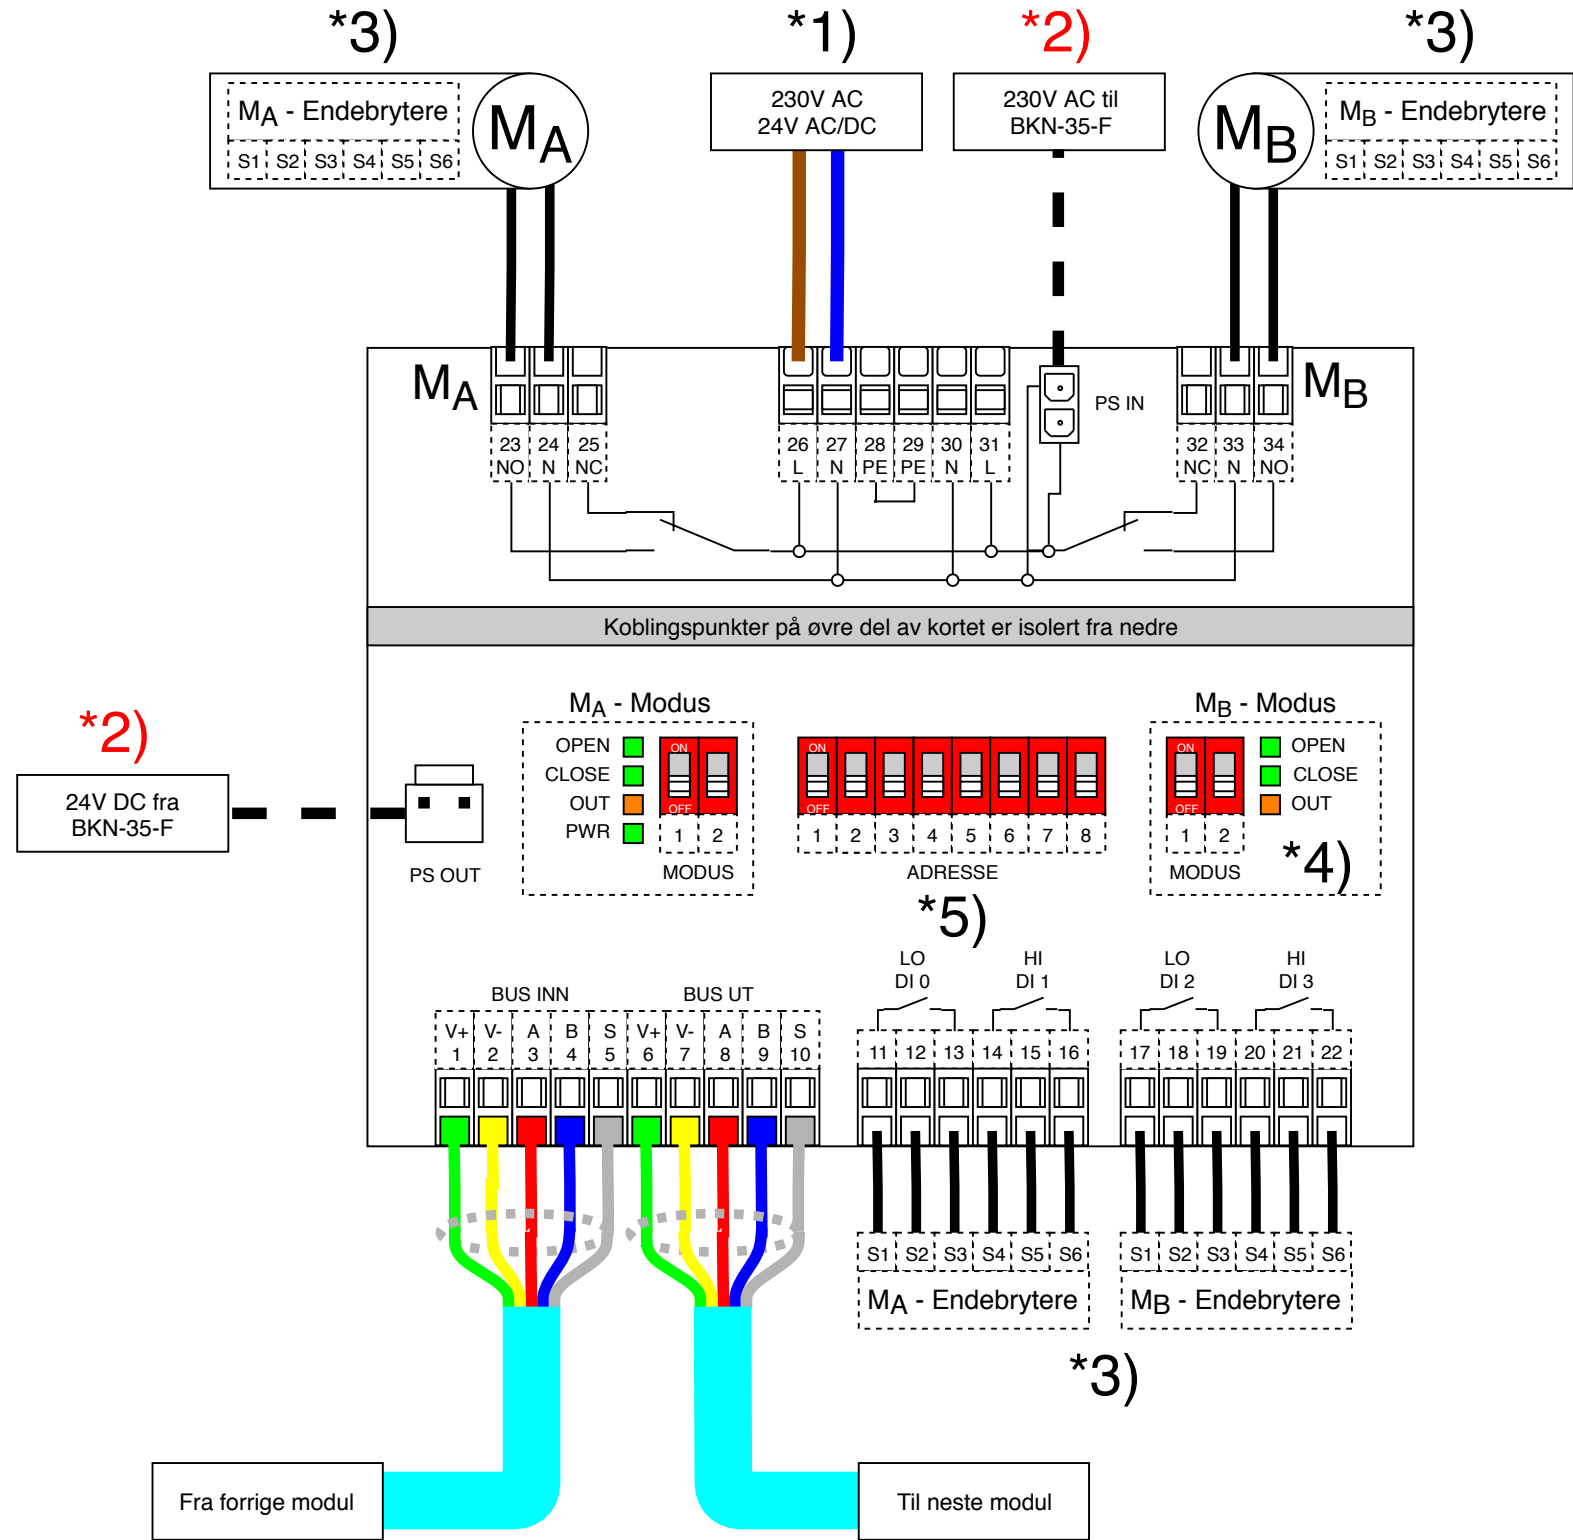 *3) *1) *2) *3)
MA - Endebrytere
S1 S2 S3 S4 S5 S6
MA
230V AC
24V AC/DC
230V AC til
BKN-35-F
MB
MB - Endebrytere
S1 S2 S3 S4 S5 S6
MA
23 24 25
NO N NC
26 27 28 29 30 31
L N PE PE N L
PS IN
MB
32 33 34
NC N NO
Koblingspunkter på øvre del av kortet er isolert fra nedre
*2)
24V DC fra
BKN-35-F
PS OUT
MA - Modus
OPEN
CLOSE
OUT
PWR
ON
OFF
1 2
MODUS
ON
OFF
1 2 3 4 5 6 7 8
ADRESSE
*5)
MB - Modus
ON
OFF
OPEN
CLOSE
OUT
1 2
MODUS
*4)
BUS INN
BUS UT
V+ V- A B S V+ V- A B S
1 2 3 4 5 6 7 8 9 10
LO HI
DI 0 DI 1
11 12 13 14 15 16
LO HI
DI 2 DI 3
17 18 19 20 21 22
S1 S2 S3 S4 S5 S6
MA - Endebrytere
S1 S2 S3 S4 S5 S6
MB - Endebrytere
*3)
Fra forrige modul
Til neste modul